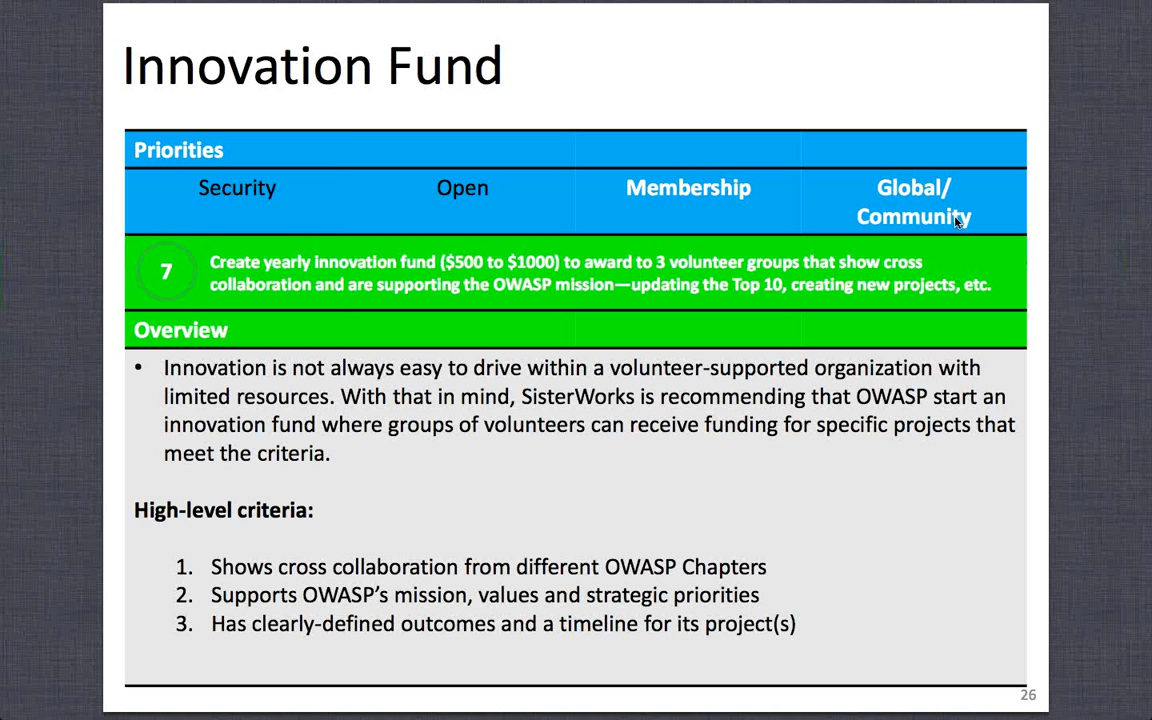 Innovation Fund
Priorities
Security Open Membership Global/
Community
7
Create yearly innovation fund ($500 to $1000) to award to 3 volunteer groups that show cross
collaboration and are supporting the OWASP mission—updating the Top 10, creating new projects, etc.
Overview
• Innovation is not always easy to drive within a volunteer-supported organization with
limited resources. With that in mind, SisterWorks is recommending that OWASP start an
innovation fund where groups of volunteers can receive funding for specific projects that
meet the criteria.
High-level criteria:
1. Shows cross collaboration from different OWASP Chapters
2. Supports OWASP’s mission, values and strategic priorities
3. Has clearly-defined outcomes and a timeline for its project(s)
26